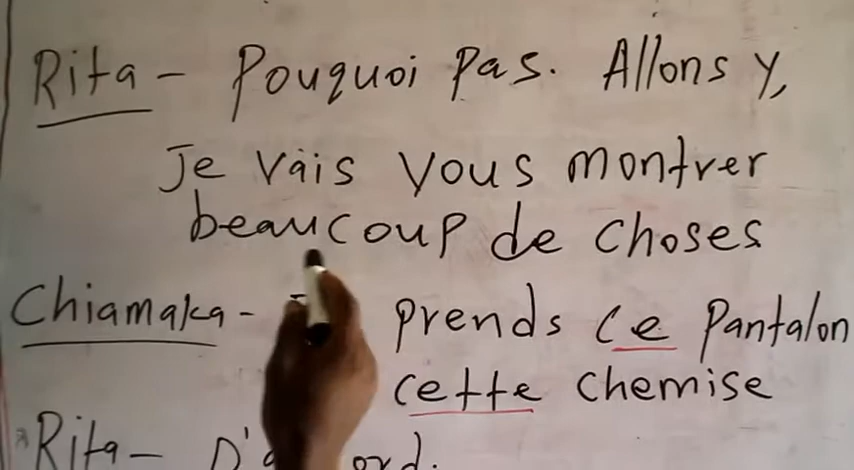 Rita - Pouquoi pas. Allons y,
Je vais vous montrer
beaucoup de choses
Chiamaka - prends ce pantalon
cette chemise
Rita -